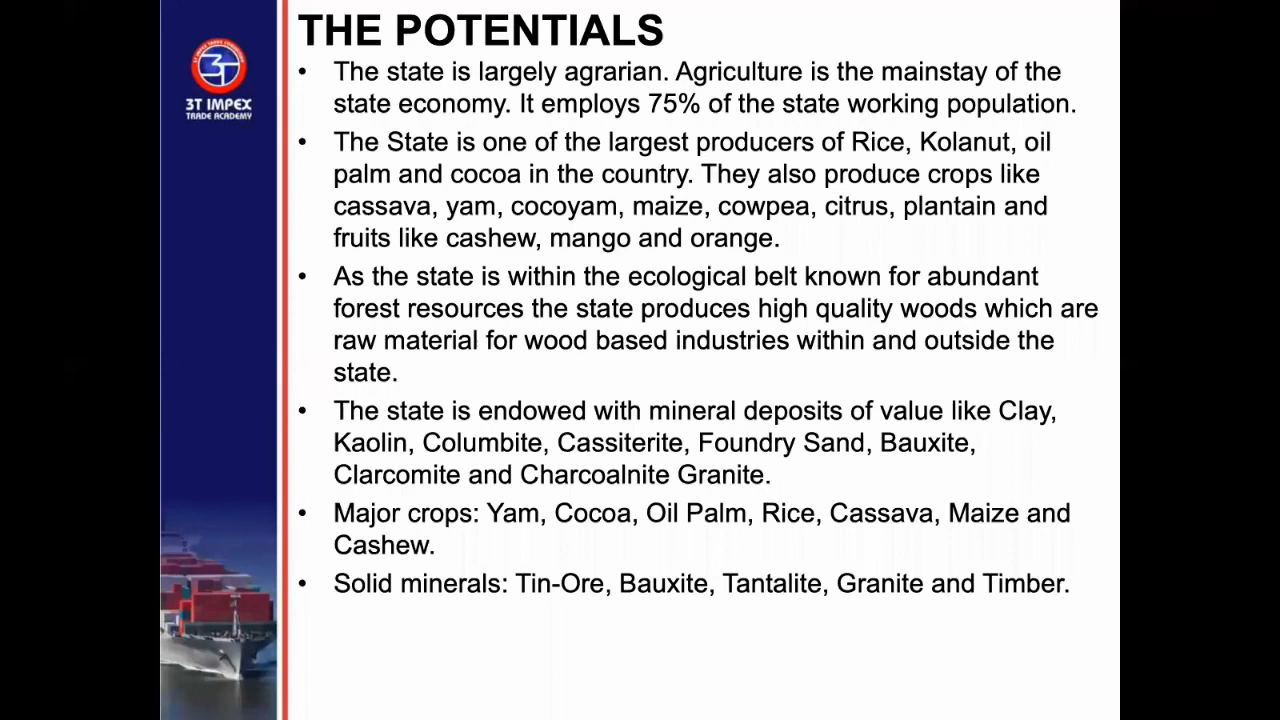 THE POTENTIALS
3T IMPEX
TRADE ACADEMY
• The state is largely agrarian. Agriculture is the mainstay of the
state economy. It employs 75% of the state working population.
• The State is one of the largest producers of Rice, Kolanut, oil
palm and cocoa in the country. They also produce crops like
cassava, yam, cocoyam, maize, cowpea, citrus, plantain and
fruits like cashew, mango and orange.
• As the state is within the ecological belt known for abundant
forest resources the state produces high quality woods which are
raw material for wood based industries within and outside the
state.
• The state is endowed with mineral deposits of value like Clay,
Kaolin, Columbite, Cassiterite, Foundry Sand, Bauxite,
Clarcomite and Charcoalnite Granite.
• Major crops: Yam, Cocoa, Oil Palm, Rice, Cassava, Maize and
Cashew.
• Solid minerals: Tin-Ore, Bauxite, Tantalite, Granite and Timber.